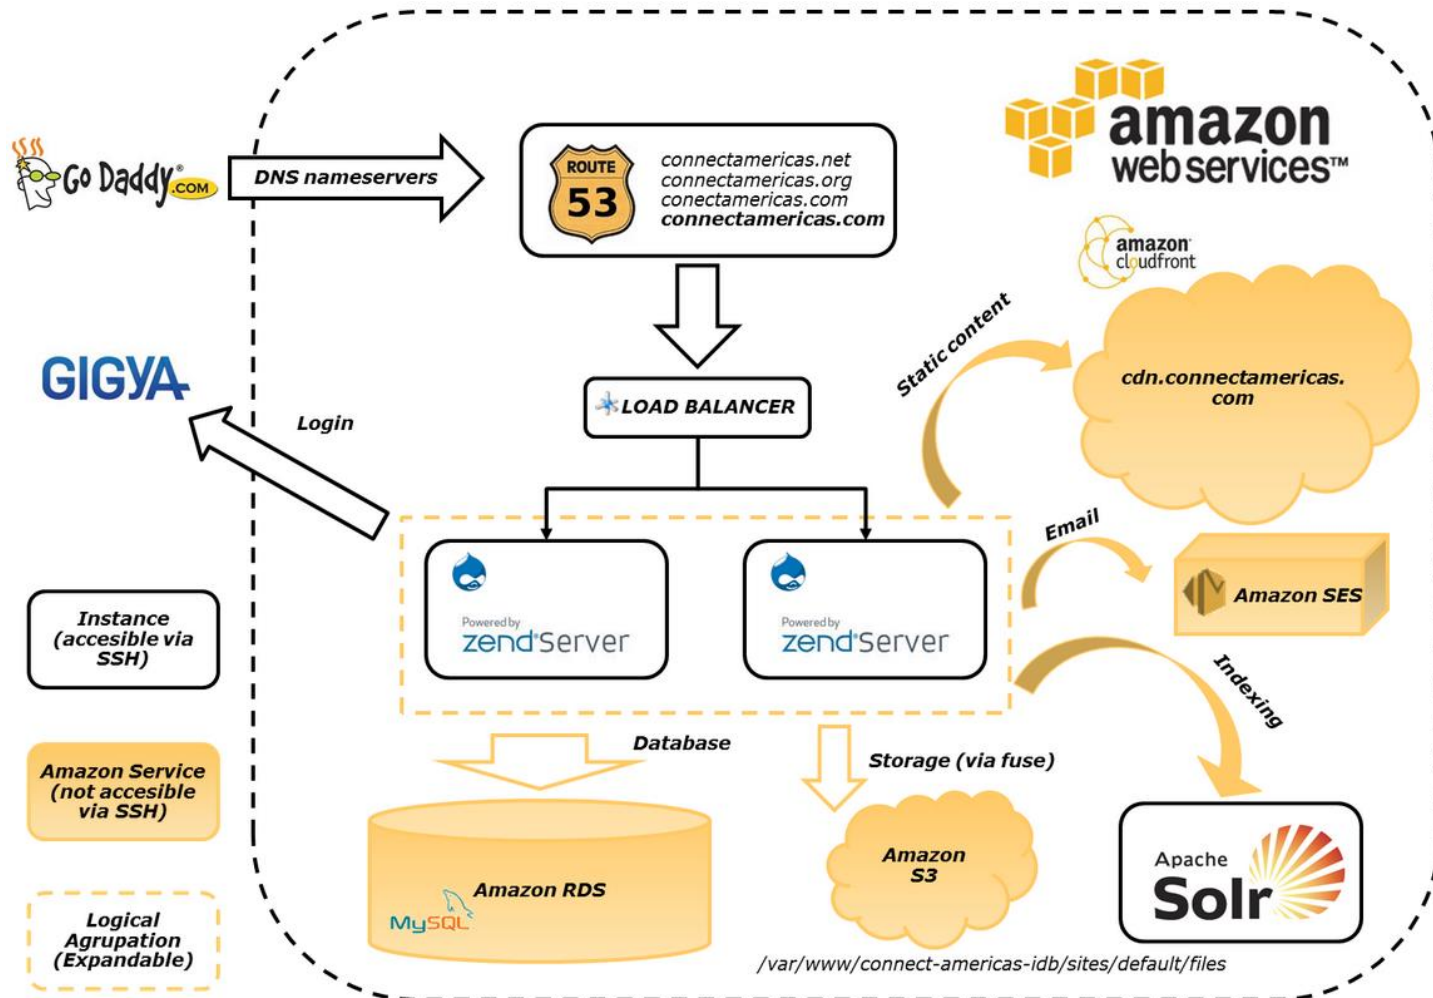 amazon
web services™
Go Daddy®
.COM
DNS nameservers
ROUTE
53
connectamericas.net
connectamericas.org
conectamericas.com
connectamericas.com
amazon
cloudfront
Static content
cdn.connectamericas.
com
GIGYA
Login
LOAD BALANCER
Email
Amazon SES
Powered by
zend®Server
Powered by
zend®Server
Instance
(accesible via
SSH)
Indexing
Database
Storage (via fuse)
Amazon Service
(not accesible
via SSH)
Amazon RDS
MySQL
Amazon
S3
Apache
Solr
Logical
Agrupation
(Expandable)
/var/www/connect-americas-idb/sites/default/files